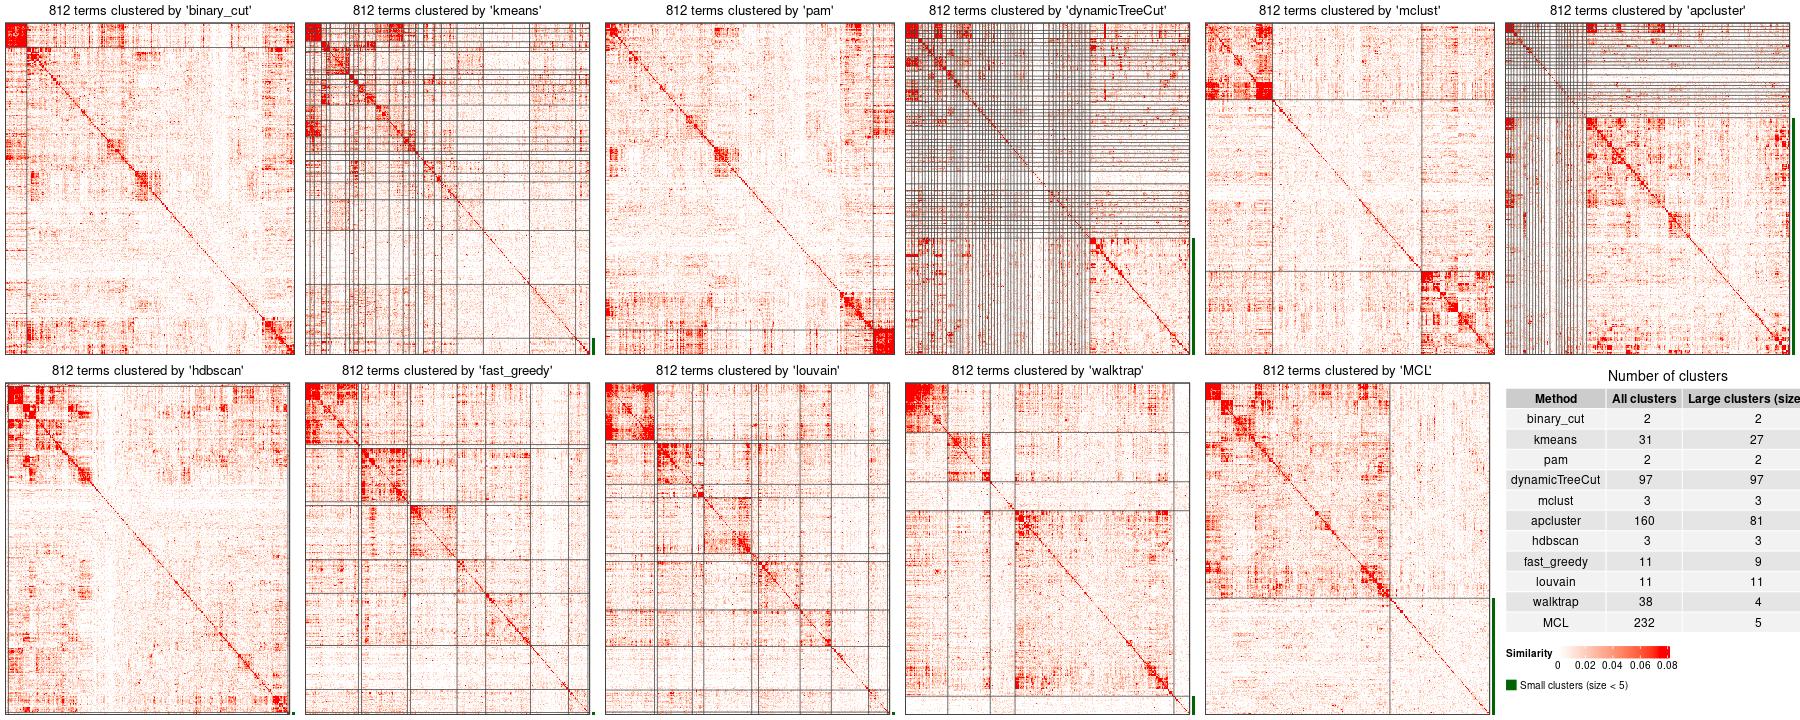 812 terms clustered by 'binary_cut'
812 terms clustered by 'kmeans'
812 terms clustered by 'pam'
812 terms clustered by 'dynamicTreeCut'
812 terms clustered by 'mclust'
812 terms clustered by 'apcluster'
812 terms clustered by 'hdbscan'
812 terms clustered by 'fast_greedy'
812 terms clustered by 'louvain'
812 terms clustered by 'walktrap'
812 terms clustered by 'MCL'
Number of clusters
Method All clusters Large clusters (size
binary_cut 2 2
kmeans 31 27
pam 2 2
dynamicTreeCut 97 97
mclust 3 3
apcluster 160 81
hdbscan 3 3
fast_greedy 11 9
louvain 11 11
walktrap 38 4
MCL 232 5
Similarity
0 0.02 0.04 0.06 0.08
Small clusters (size < 5)